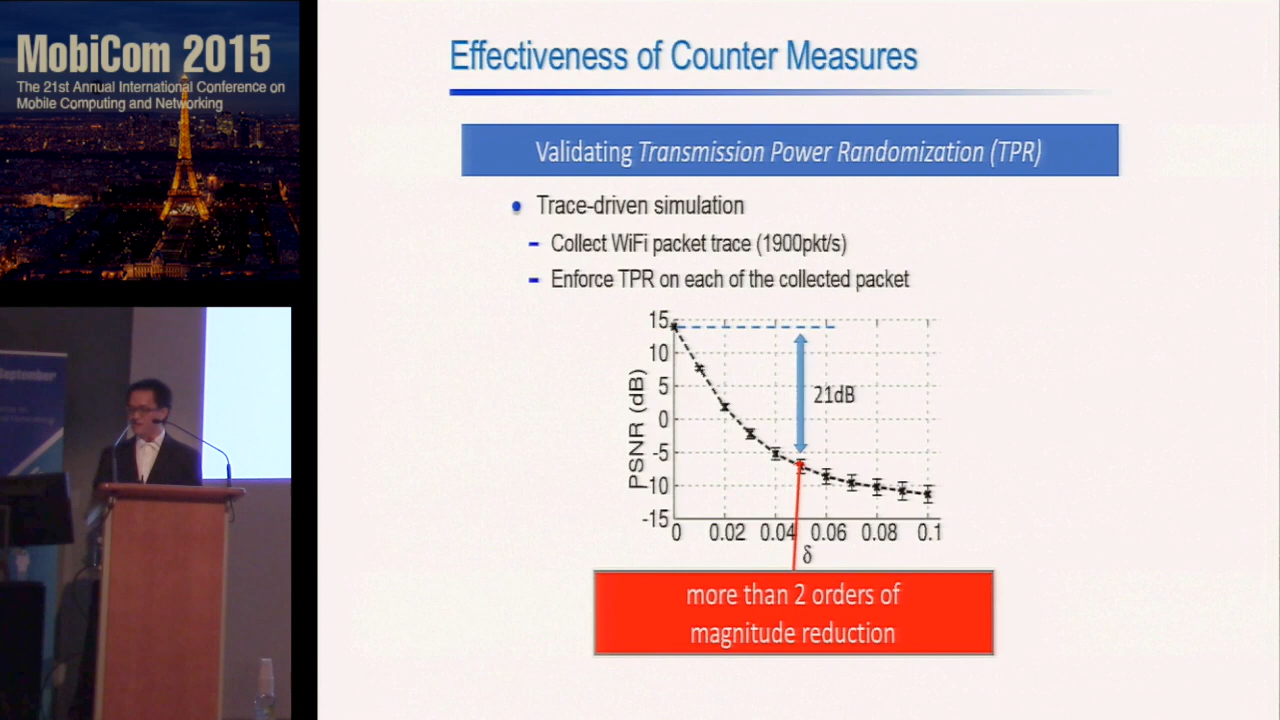 MobiCom 2015
The 21st Annual International Conference on
Mobile Computing and Networking
Effectiveness of Counter Measures
Validating Transmission Power Randomization (TPR)
• Trace-driven simulation
– Collect WiFi packet trace (1900pkt/s)
– Enforce TPR on each of the collected packet
15
10
5
0
-5
-10
-15
PSNR (dB)
21dB
0 0.02 0.04 0.06 0.08 0.1
δ
more than 2 orders of
magnitude reduction
September